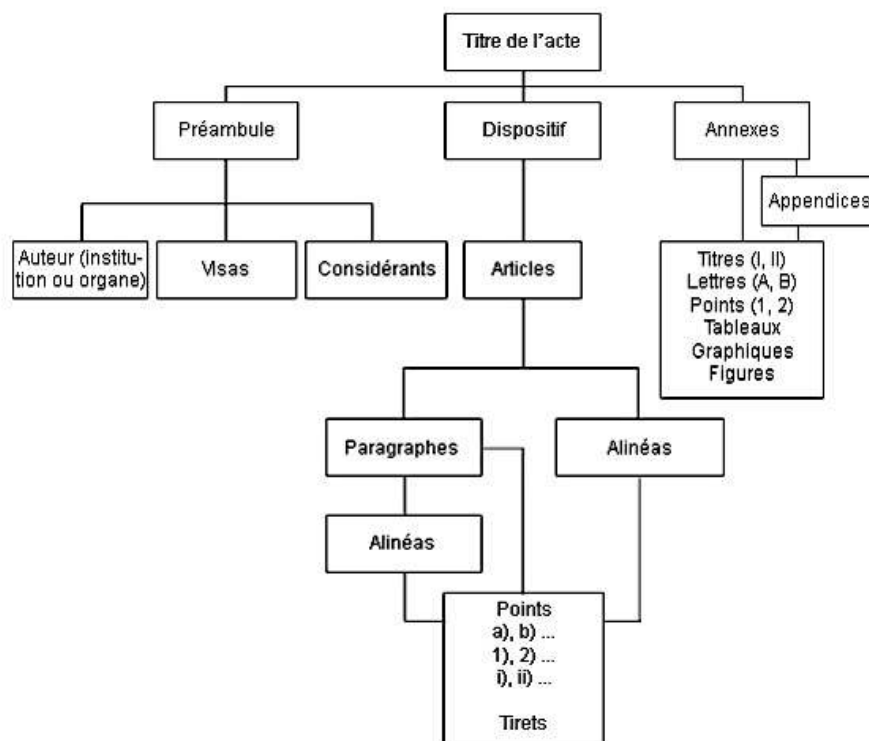 Titre de l'acte
Préambule
Dispositif
Annexes
Appendices
Auteur (institu-
tion ou organe)
Visas
Considérants
Articles
Titres (I, II)
Lettres (A, B)
Points (1, 2)
Tableaux
Graphiques
Figures
Paragraphes
Alinéas
Alinéas
Points
a), b) ...
1), 2) ...
i), ii) ...
Tirets